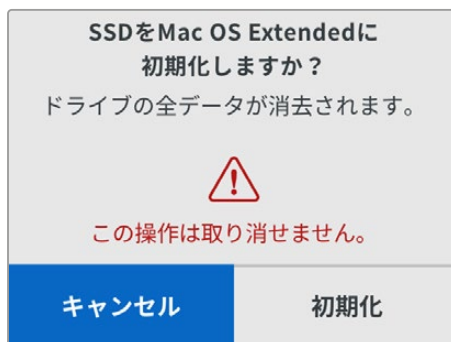 SSDをMac OS Extendedに
初期化しますか？
ドライブの全データが消去されます。
この操作は取り消せません。
キャンセル
初期化